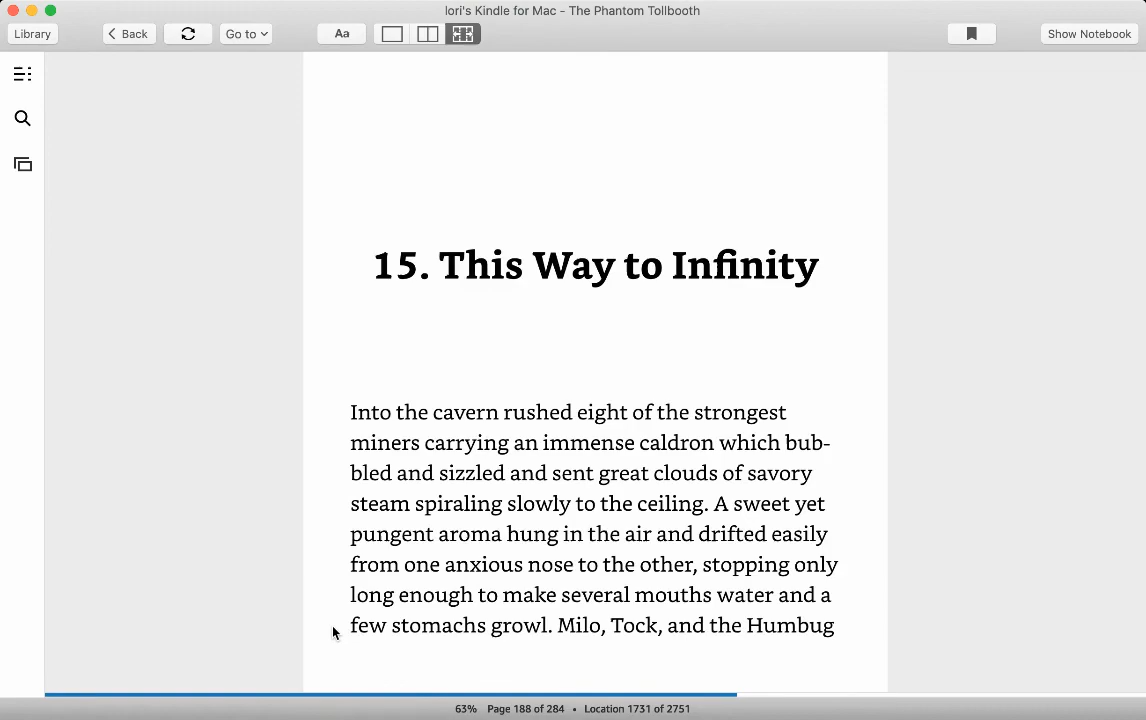 lori's Kindle for Mac - The Phantom Tollbooth
Library Back Go to Aa Show Notebook
15. This Way to Infinity
Into the cavern rushed eight of the strongest
miners carrying an immense caldron which bub-
bled and sizzled and sent great clouds of savory
steam spiraling slowly to the ceiling. A sweet yet
pungent aroma hung in the air and drifted easily
from one anxious nose to the other, stopping only
long enough to make several mouths water and a
few stomachs growl. Milo, Tock, and the Humbug
63% Page 188 of 284 • Location 1731 of 2751